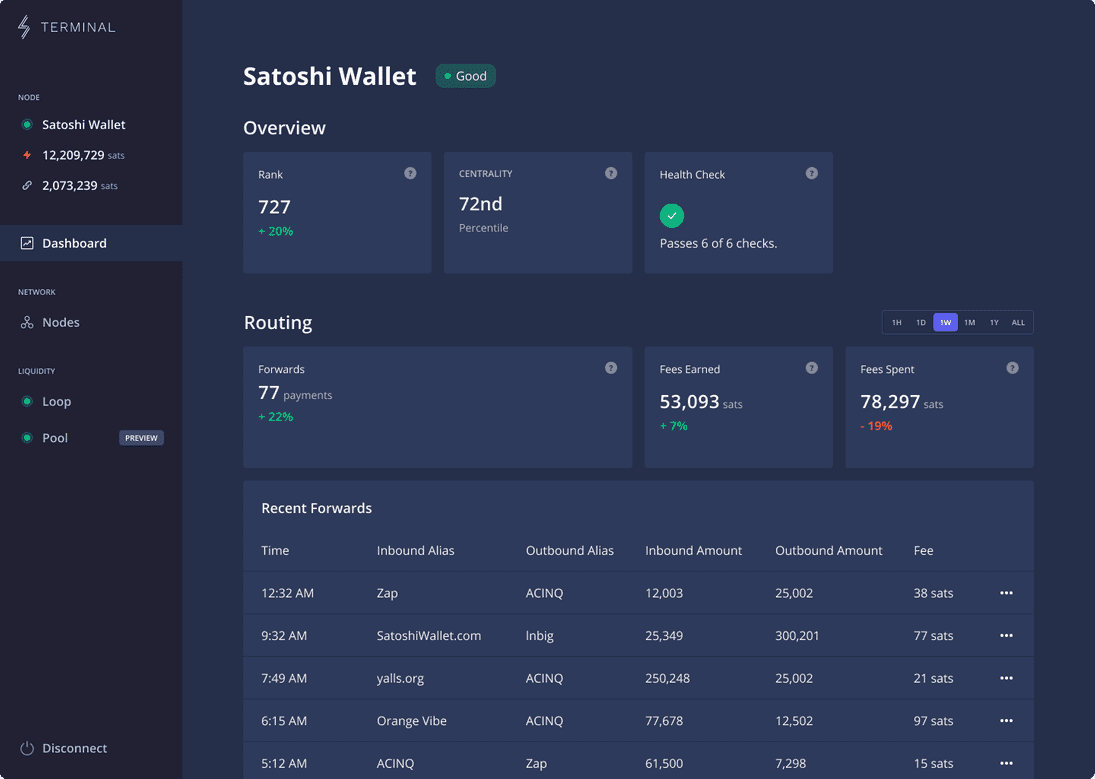 TERMINAL
NODE
Satoshi Wallet
12,209,729 sats
2,073,239 sats
Dashboard
NETWORK
Nodes
LIQUIDITY
Loop
Pool PREVIEW
Disconnect
Satoshi Wallet Good
Overview
Rank ?
727
+ 20%
CENTRALITY ?
72nd
Percentile
Health Check ?
Passes 6 of 6 checks.
Routing 1H 1D 1W 1M 1Y ALL
Forwards ?
77 payments
+ 22%
Fees Earned ?
53,093 sats
+ 7%
Fees Spent ?
78,297 sats
- 19%
Recent Forwards
Time Inbound Alias Outbound Alias Inbound Amount Outbound Amount Fee
12:32 AM Zap ACINQ 12,003 25,002 38 sats
9:32 AM SatoshiWallet.com lnbig 25,349 300,201 77 sats
7:49 AM yalls.org ACINQ 250,248 25,002 21 sats
6:15 AM Orange Vibe ACINQ 77,678 12,502 97 sats
5:12 AM ACINQ Zap 61,500 7,298 15 sats